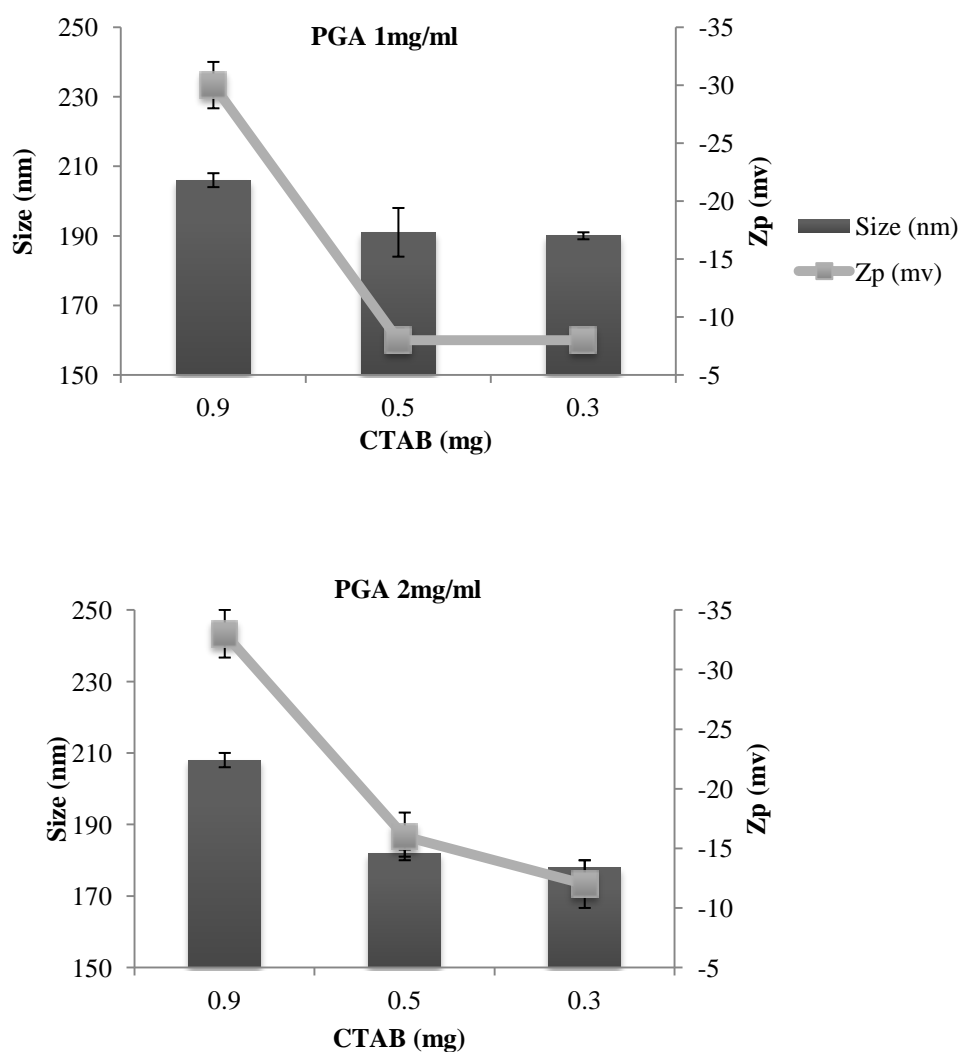 PGA 1mg/ml
250
230
210
190
170
150
Size (nm)
-35
-30
-25
-20
-15
-10
-5
Zp (mv)
0.9 0.5 0.3
CTAB (mg)
Size (nm)
Zp (mv)
PGA 2mg/ml
250
230
210
190
170
150
Size (nm)
-35
-30
-25
-20
-15
-10
-5
Zp (mv)
0.9 0.5 0.3
CTAB (mg)